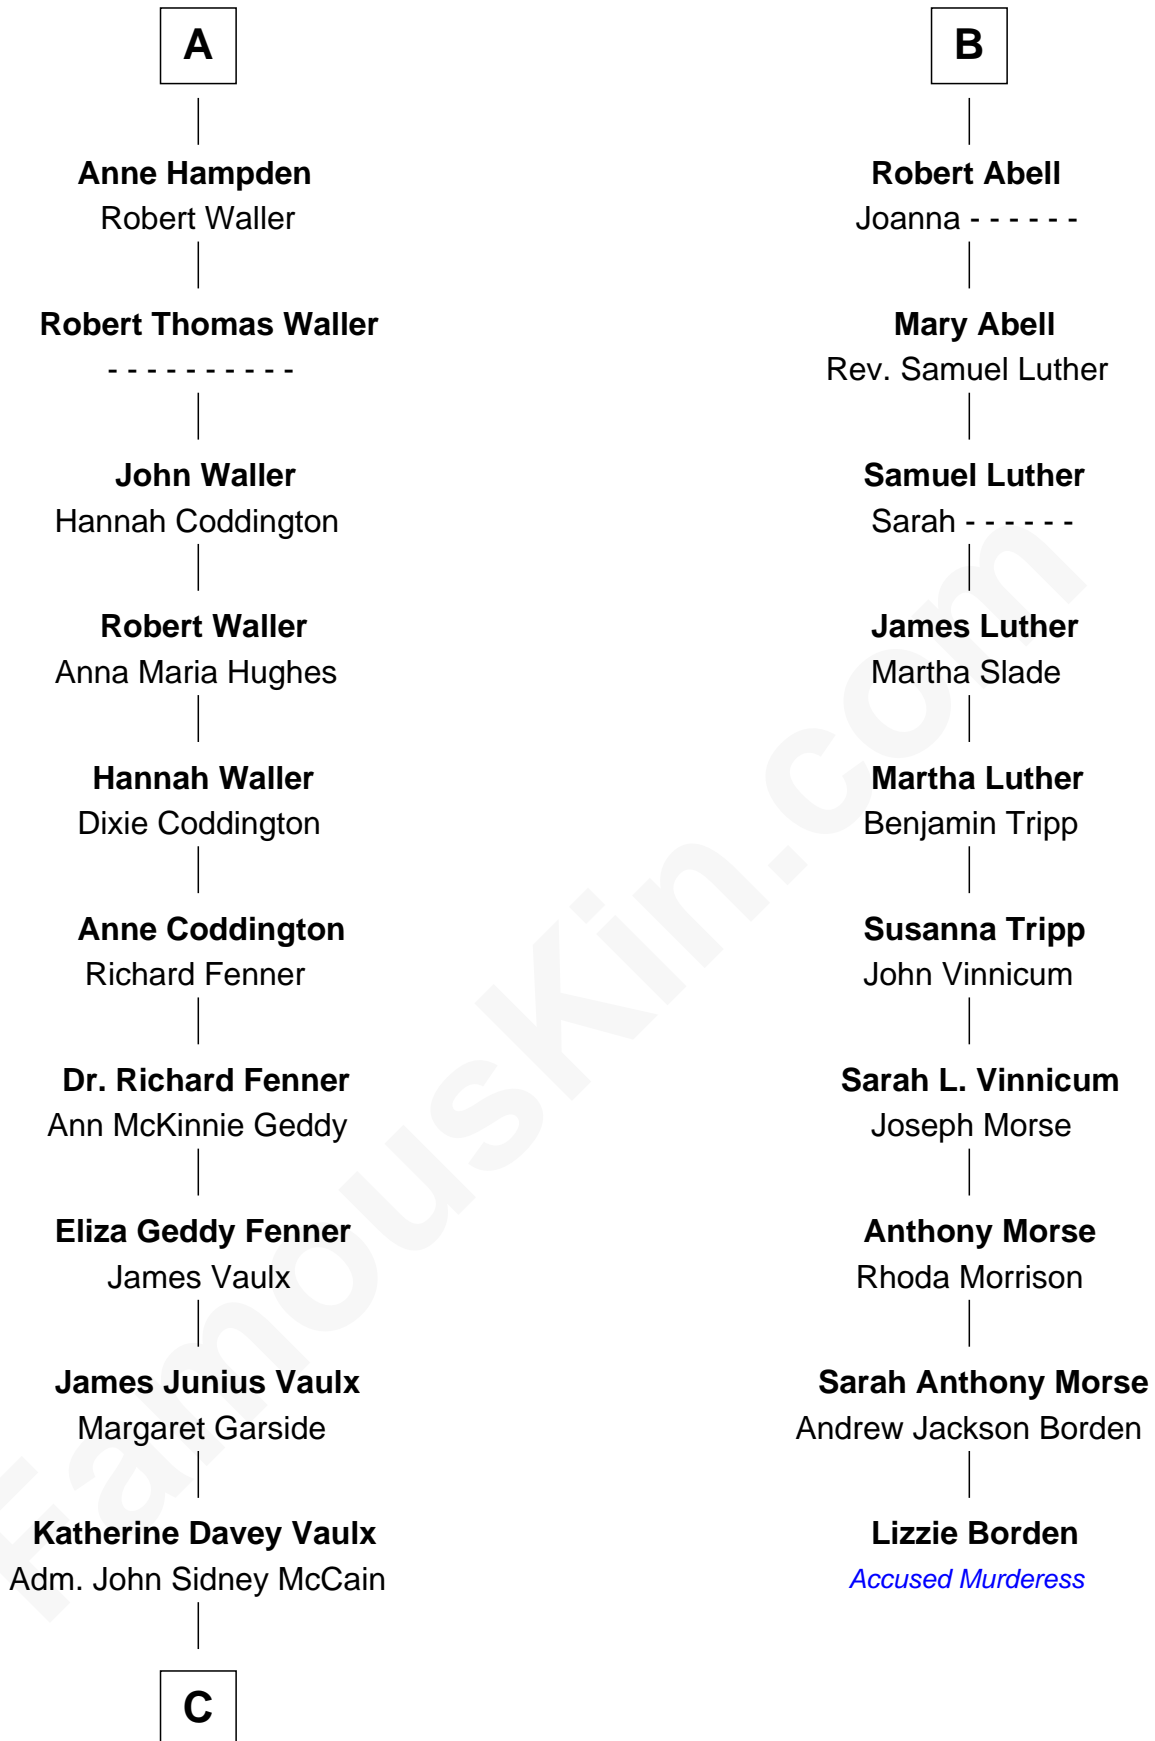 A
Anne Hampden
Robert Waller
Robert Thomas Waller
- - - - - - - - - -
John Waller
Hannah Coddington
Robert Waller
Anna Maria Hughes
Hannah Waller
Dixie Coddington
Anne Coddington
Richard Fenner
Dr. Richard Fenner
Ann McKinnie Geddy
Eliza Geddy Fenner
James Vaulx
James Junius Vaulx
Margaret Garside
Katherine Davey Vaulx
Adm. John Sidney McCain
C
B
Robert Abell
Joanna - - - - - -
Mary Abell
Rev. Samuel Luther
Samuel Luther
Sarah - - - - - -
James Luther
Martha Slade
Martha Luther
Benjamin Tripp
Susanna Tripp
John Vinnicum
Sarah L. Vinnicum
Joseph Morse
Anthony Morse
Rhoda Morrison
Sarah Anthony Morse
Andrew Jackson Borden
Lizzie Borden
Accused Murderess
FamousKin.com